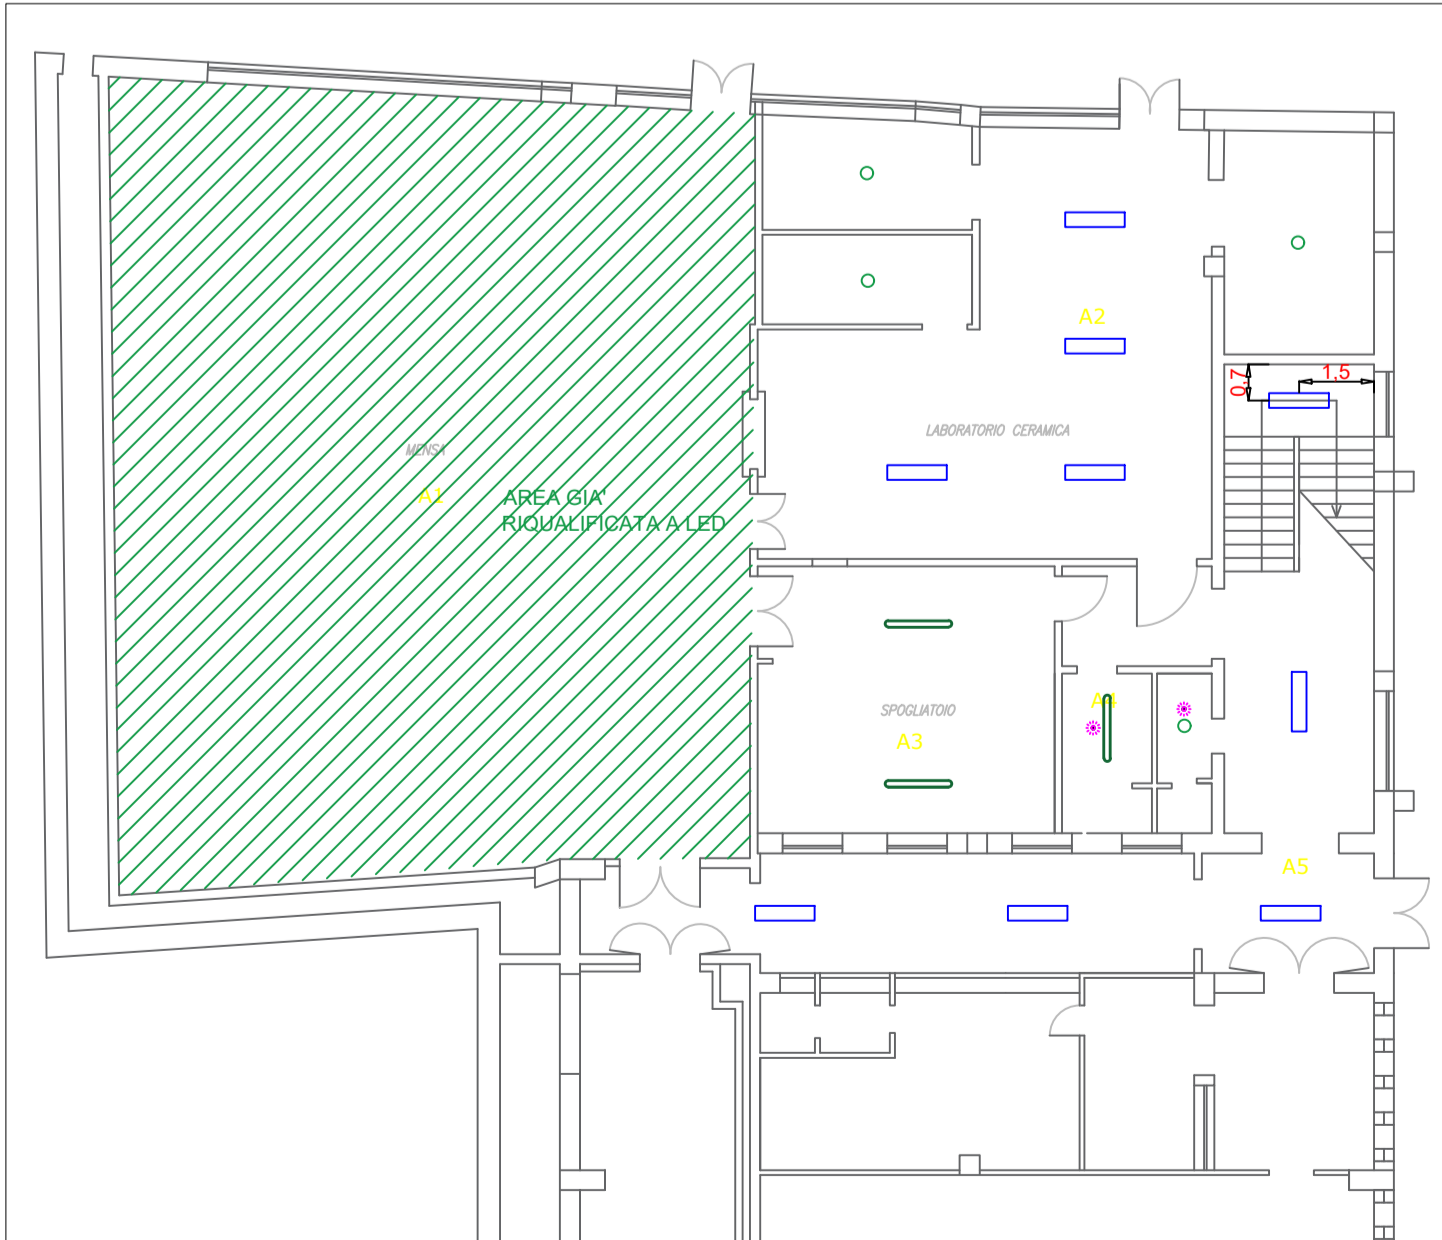 A2
0,7
1,5
LABORATORIO CERAMICA
MENSA
A1
AREA GIA'
RIQUALIFICATA A LED
A4
SPOGLIATOIO
A3
A5